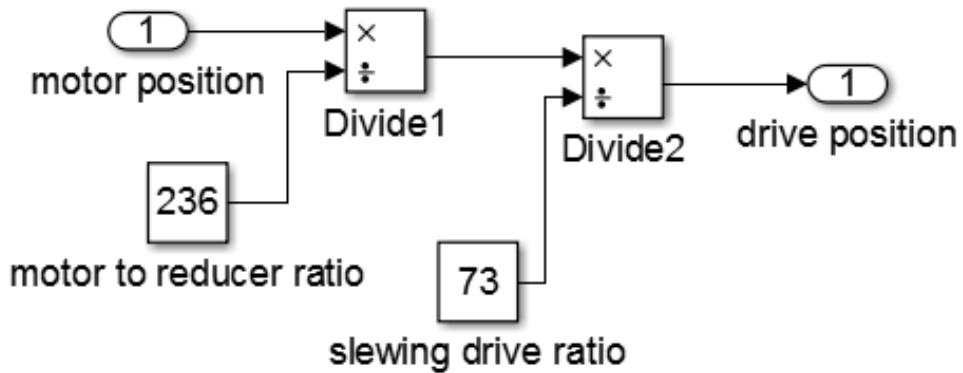 1
motor position
×
÷
Divide1
×
÷
Divide2
1
drive position
236
motor to reducer ratio
73
slewing drive ratio